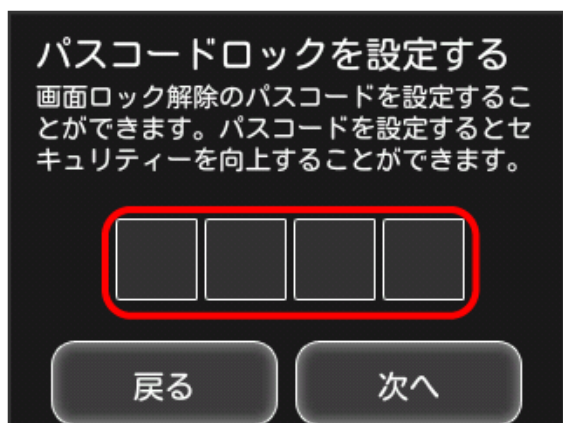 パスコードロックを設定する
画面ロック解除のパスコードを設定するこ
とができます。パスコードを設定するとセ
キュリティーを向上することができます。
戻る
次へ